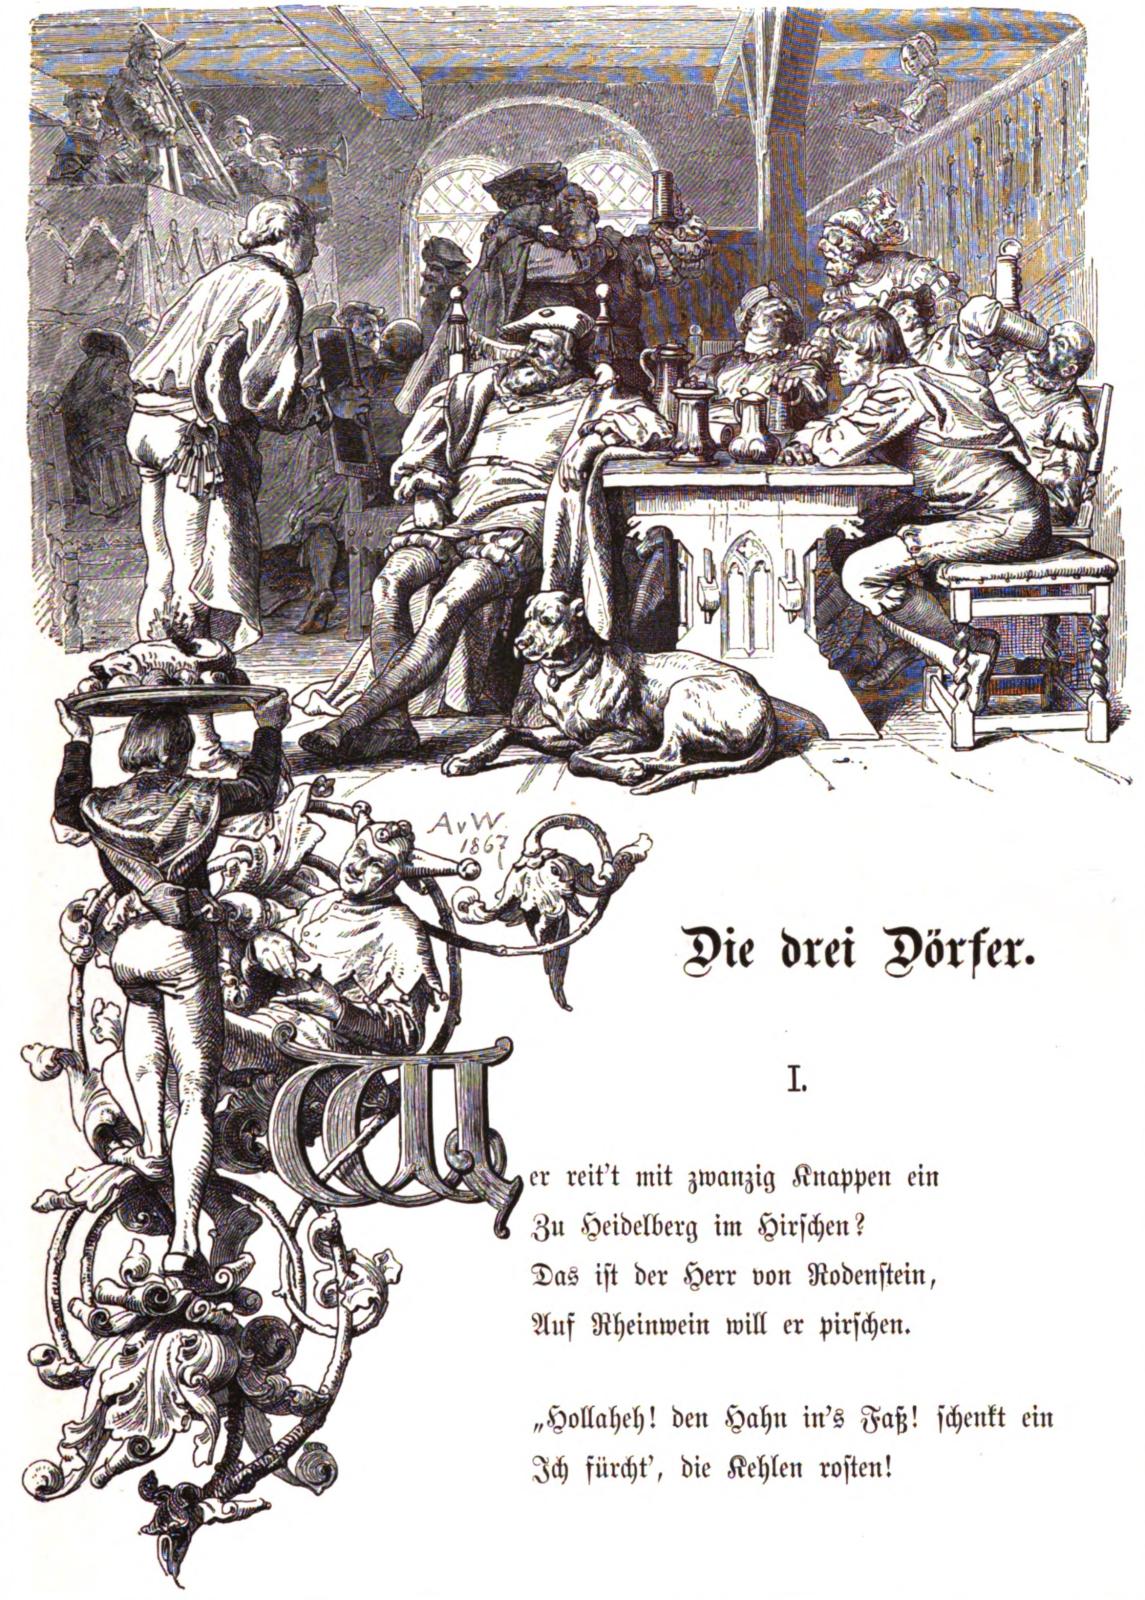 AvW.
1867
Die drei Dörfer.
I.
Wer reit't mit zwanzig Knappen ein
Zu Heidelberg im Hirschen?
Das ist der Herr von Rodenstein,
Auf Rheinwein will er pirschen.
„Hollaheh! den Hahn in's Faß! schenkt ein
Ich fürcht', die Kehlen rosten!